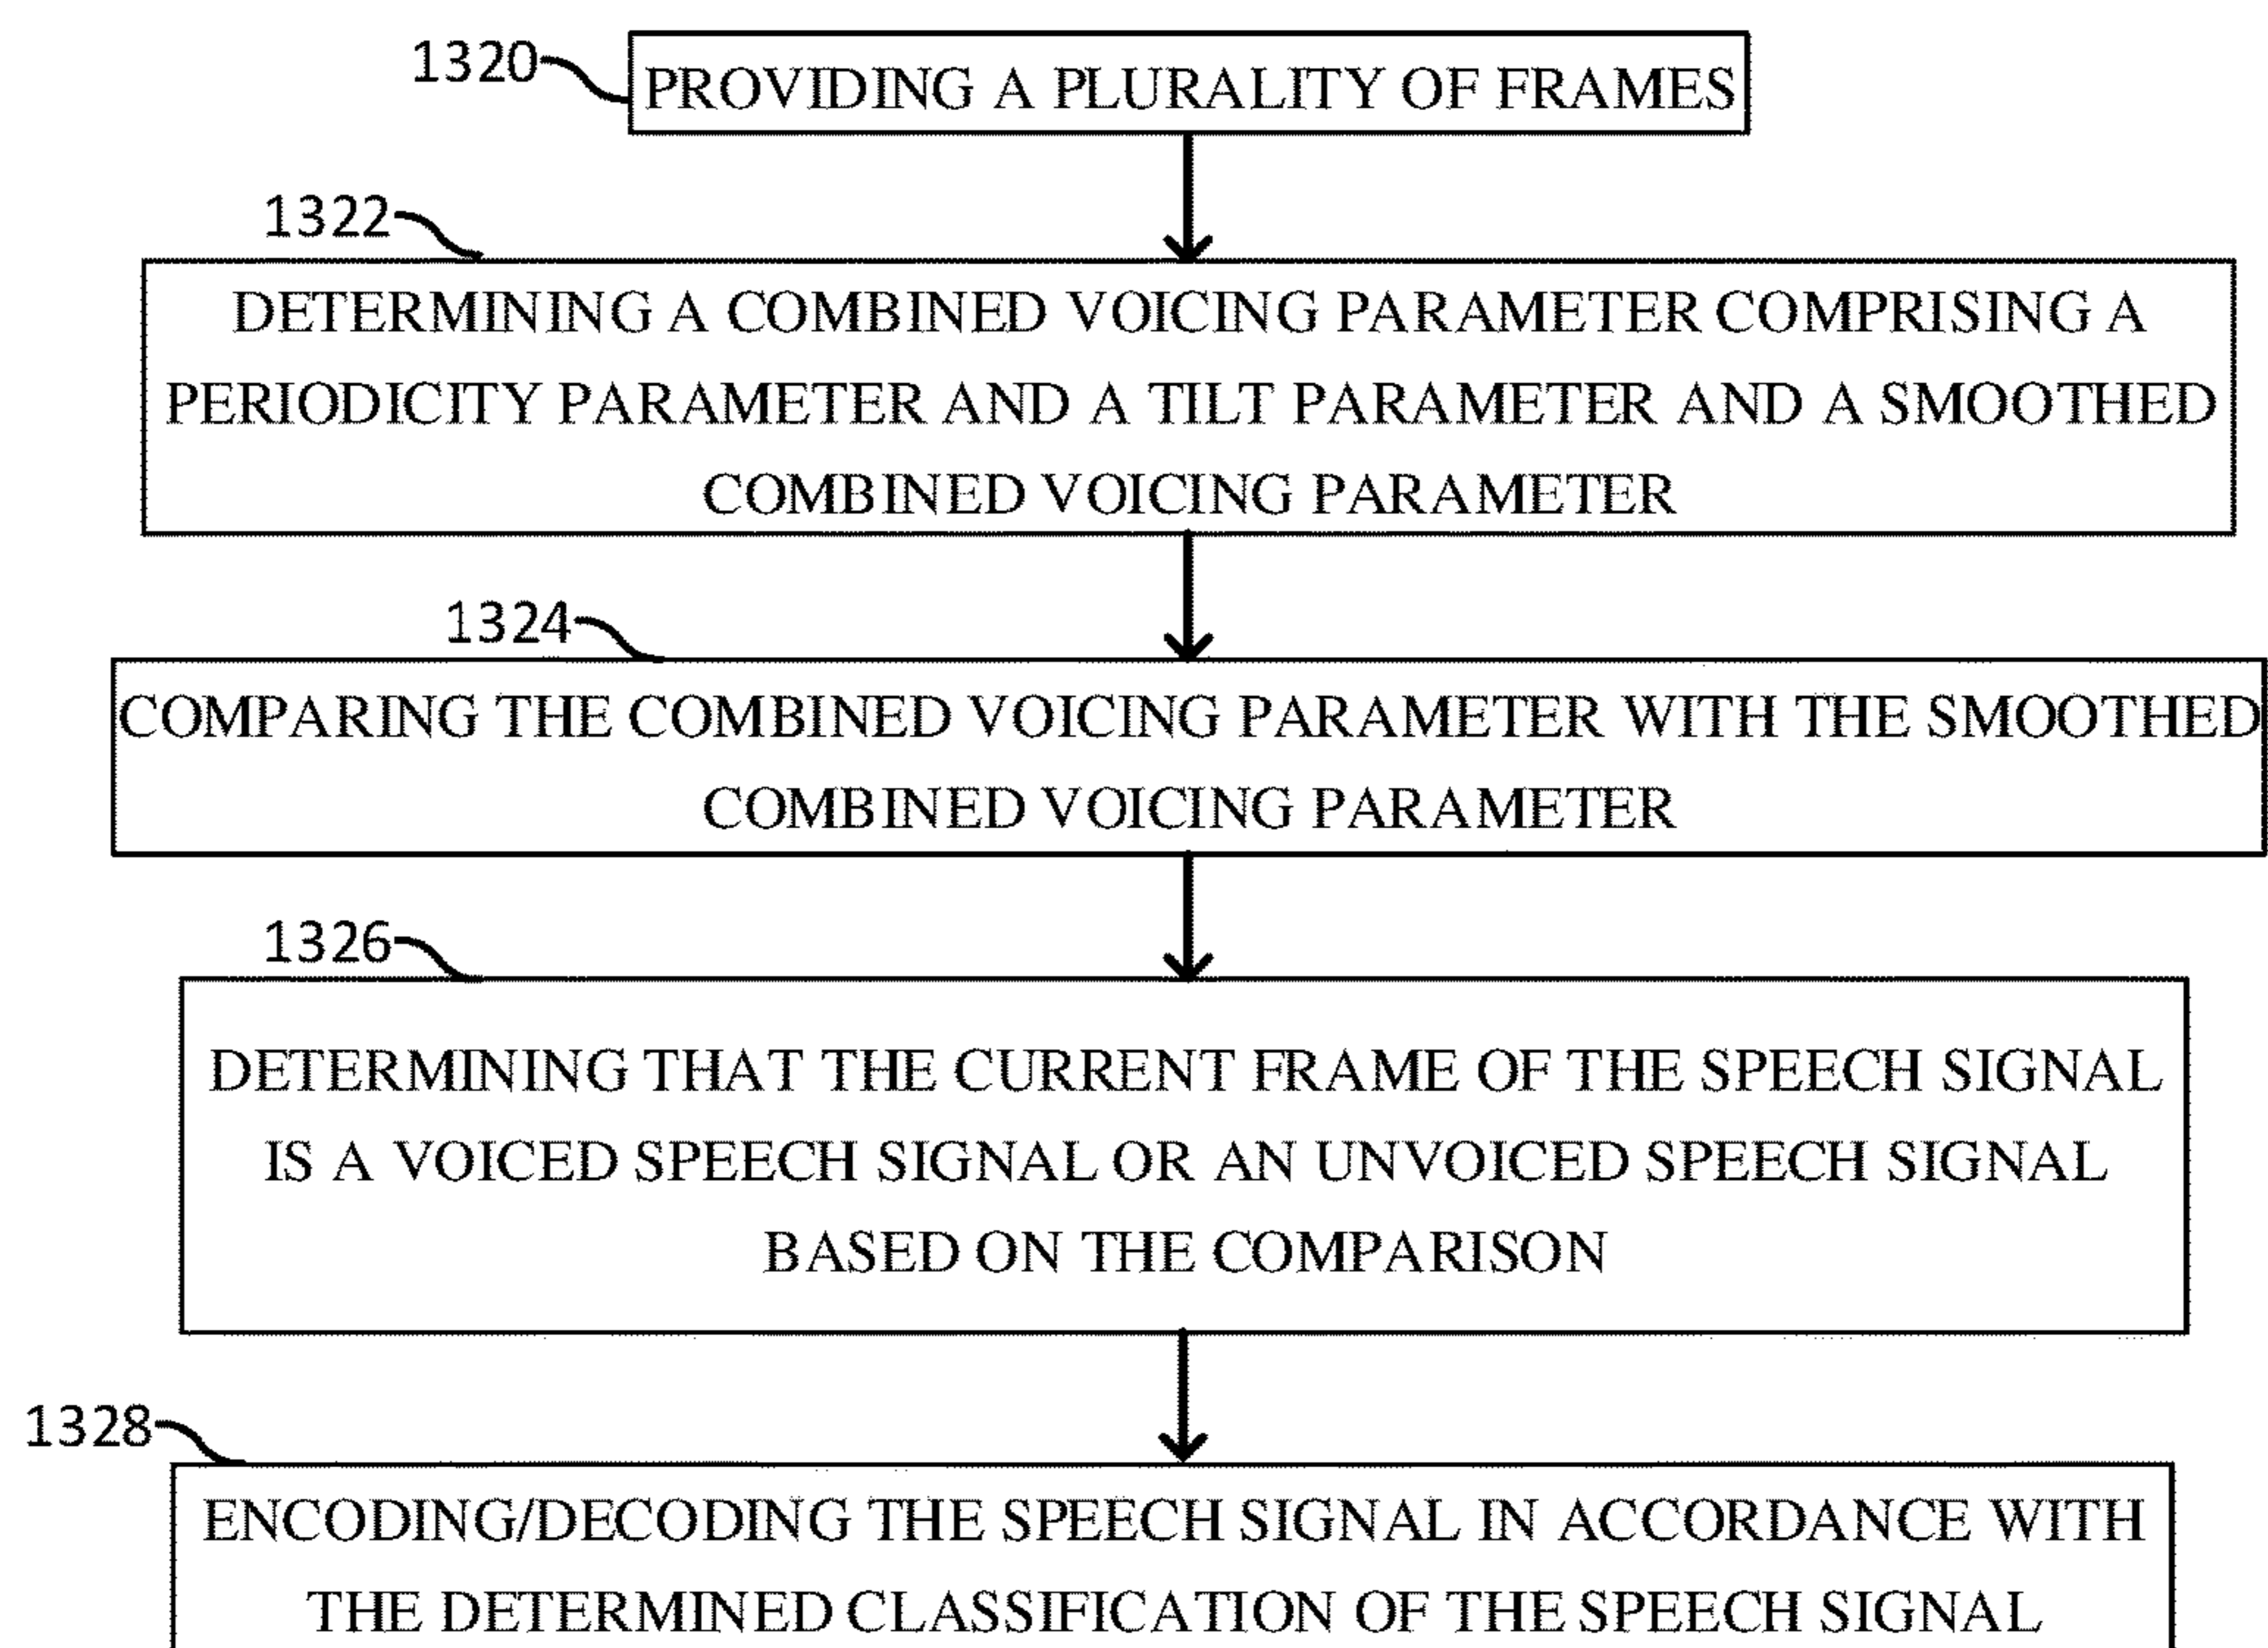 1320
PROVIDING A PLURALITY OF FRAMES
1322
DETERMINING A COMBINED VOICING PARAMETER COMPRISING A
PERIODICITY PARAMETER AND A TILT PARAMETER AND A SMOOTHED
COMBINED VOICING PARAMETER
1324
COMPARING THE COMBINED VOICING PARAMETER WITH THE SMOOTHED
COMBINED VOICING PARAMETER
1326
DETERMINING THAT THE CURRENT FRAME OF THE SPEECH SIGNAL
IS A VOICED SPEECH SIGNAL OR AN UNVOICED SPEECH SIGNAL
BASED ON THE COMPARISON
1328
ENCODING/DECODING THE SPEECH SIGNAL IN ACCORDANCE WITH
THE DETERMINED CLASSIFICATION OF THE SPEECH SIGNAL